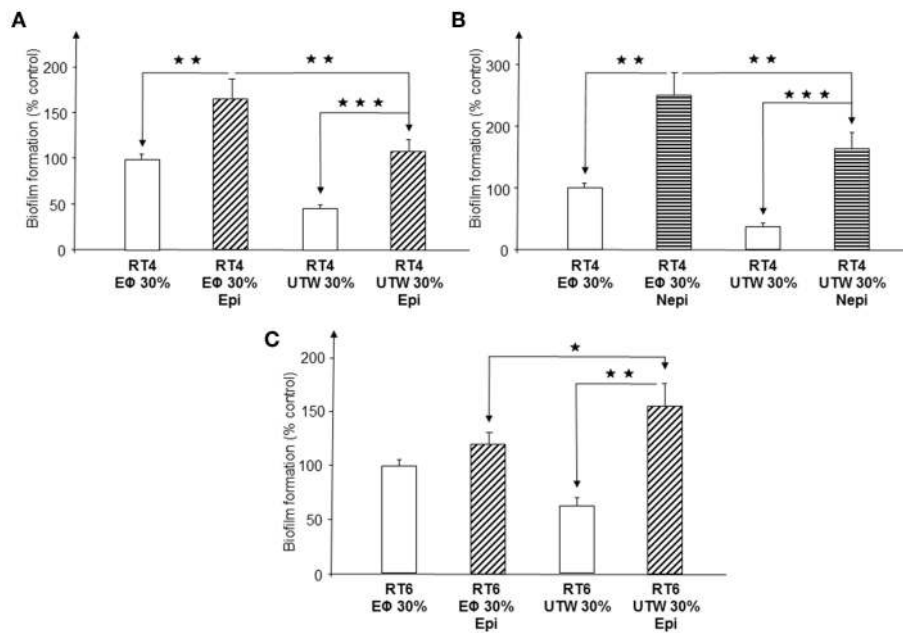 A
Biofilm formation (% control)
200
150
100
50
0
★ ★
★ ★
★ ★ ★
RT4
EΦ 30%
RT4
EΦ 30%
Epi
RT4
UTW 30%
RT4
UTW 30%
Epi
B
Biofilm formation (% control)
300
200
100
0
★ ★
★ ★
★ ★ ★
RT4
EΦ 30%
RT4
EΦ 30%
Nepi
RT4
UTW 30%
RT4
UTW 30%
Nepi
C
Biofilm formation (% control)
200
150
100
50
0
★
★ ★
RT6
EΦ 30%
RT6
EΦ 30%
Epi
RT6
UTW 30%
RT6
UTW 30%
Epi